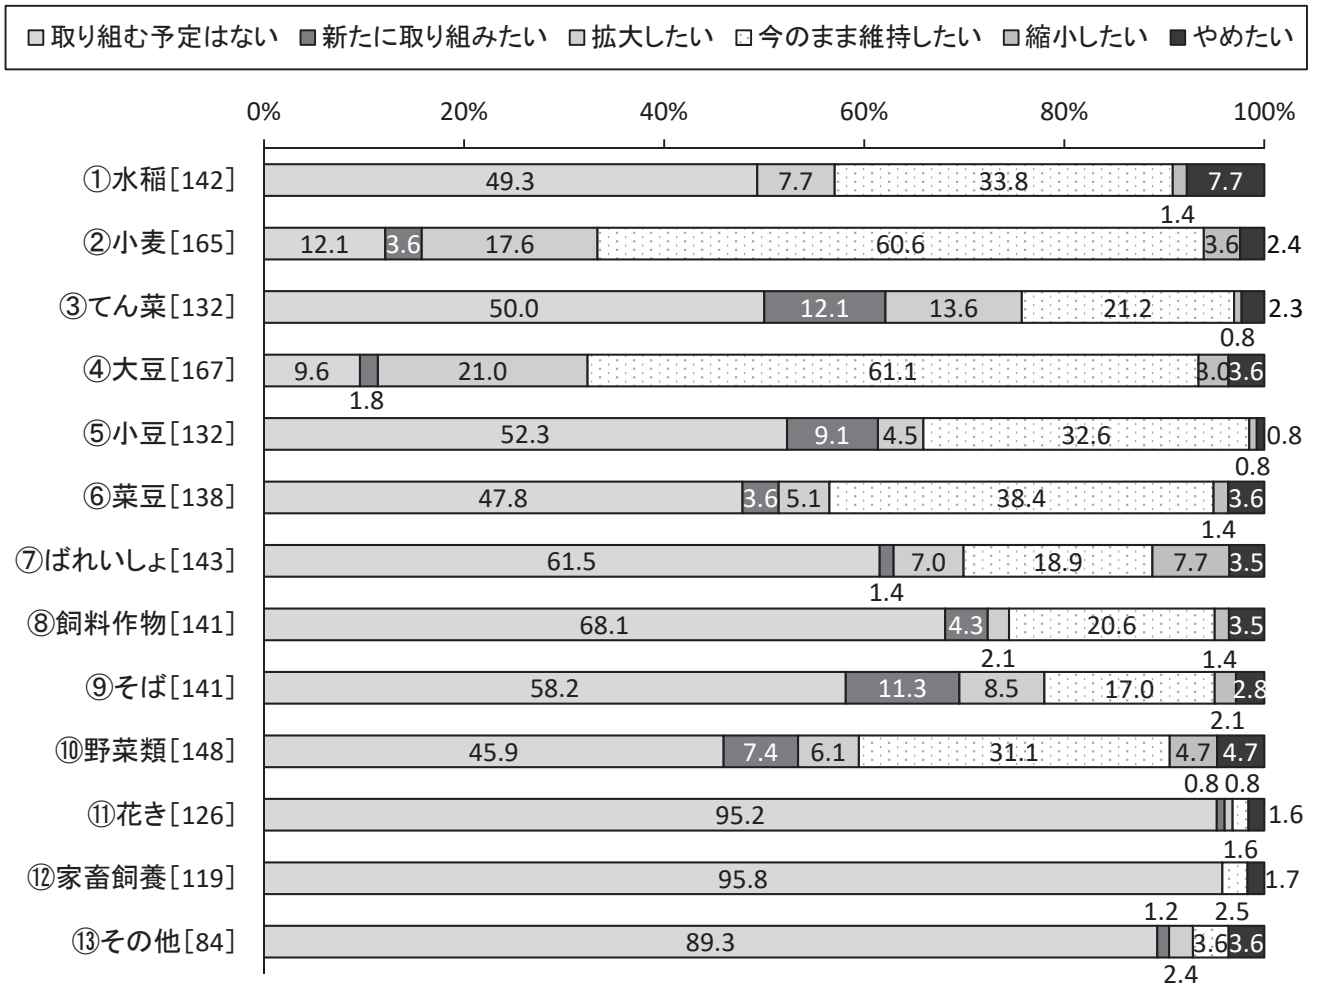 取り組む予定はない 新たに取り組みたい 拡大したい 今のまま維持したい 縮小したい やめたい
0% 20% 40% 60% 80% 100%
①水稲[142] 49.3 7.7 33.8 7.7
1.4
②小麦[165] 12.1 3.6 17.6 60.6 3.6 2.4
③てん菜[132] 50.0 12.1 13.6 21.2 2.3
0.8
④大豆[167] 9.6 21.0 61.1 3.0 3.6
1.8
⑤小豆[132] 52.3 9.1 4.5 32.6 0.8
0.8
⑥菜豆[138] 47.8 3.6 5.1 38.4 3.6
1.4
⑦ばれいしょ[143] 61.5 7.0 18.9 7.7 3.5
1.4
⑧飼料作物[141] 68.1 4.3 20.6 3.5
2.1 1.4
⑨そば[141] 58.2 11.3 8.5 17.0 2.8
2.1
⑩野菜類[148] 45.9 7.4 6.1 31.1 4.7 4.7
0.8 0.8
⑪花き[126] 95.2 1.6
1.6
⑫家畜飼養[119] 95.8 1.7
1.2 2.5
⑬その他[84] 89.3 3.6 3.6
2.4